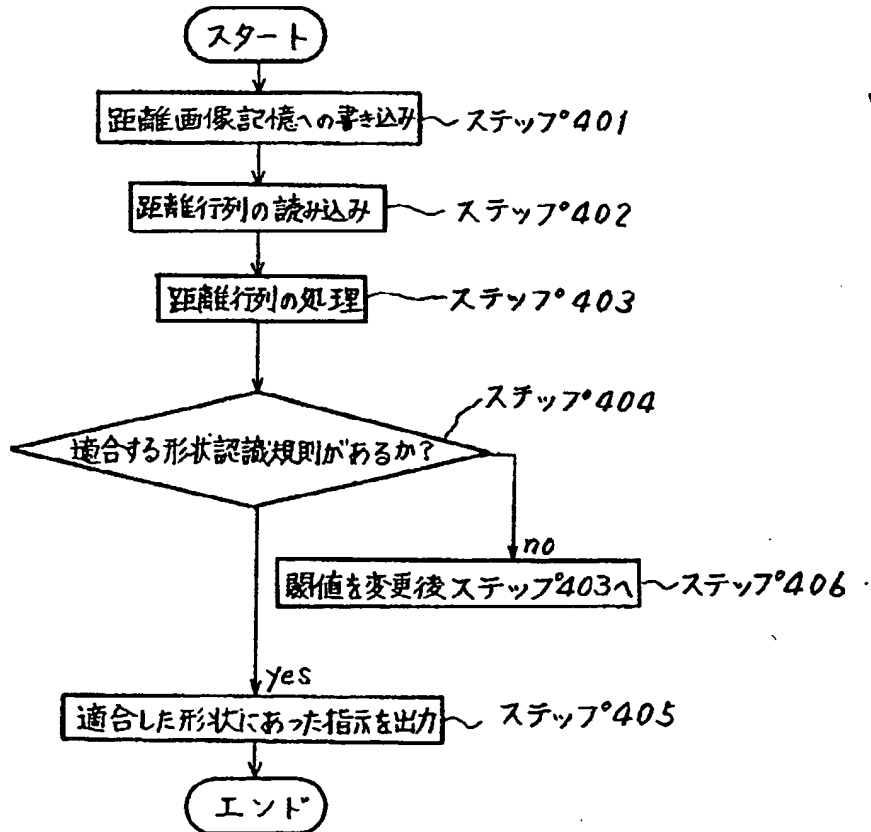 スタート
距離画像記憶への書き込み ステップ401
距離行列の読み込み ステップ402
距離行列の処理 ステップ403
ステップ404
適合する形状認識規則があるか?
no
閾値を変更後ステップ403へ ステップ406
yes
適合した形状にあった指示を出力 ステップ405
エンド